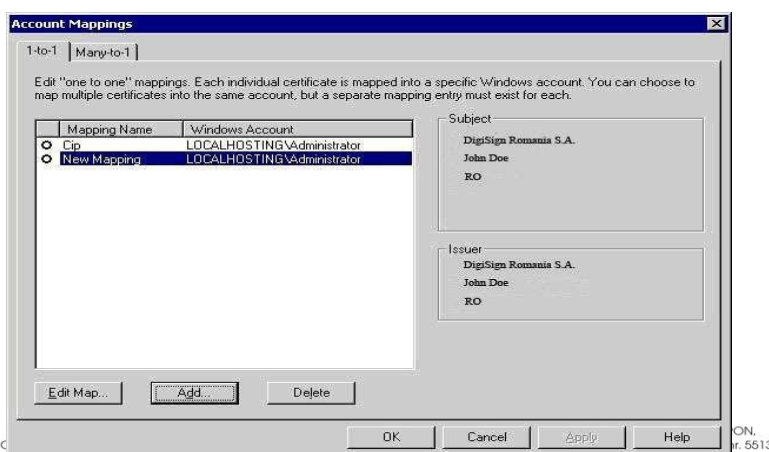 Account Mappings
1-to-1 Many-to-1
Edit "one to one" mappings. Each individual certificate is mapped into a specific Windows account. You can choose to
map multiple certificates into the same account, but a separate mapping entry must exist for each.
Mapping Name Windows Account
Cip LOCALHOSTING\Administrator
New Mapping LOCALHOSTING\Administrator
Subject
DigiSign Romania S.A.
John Doe
RO
Issuer
DigiSign Romania S.A.
John Doe
RO
Edit Map... Add... Delete
OK Cancel Apply Help